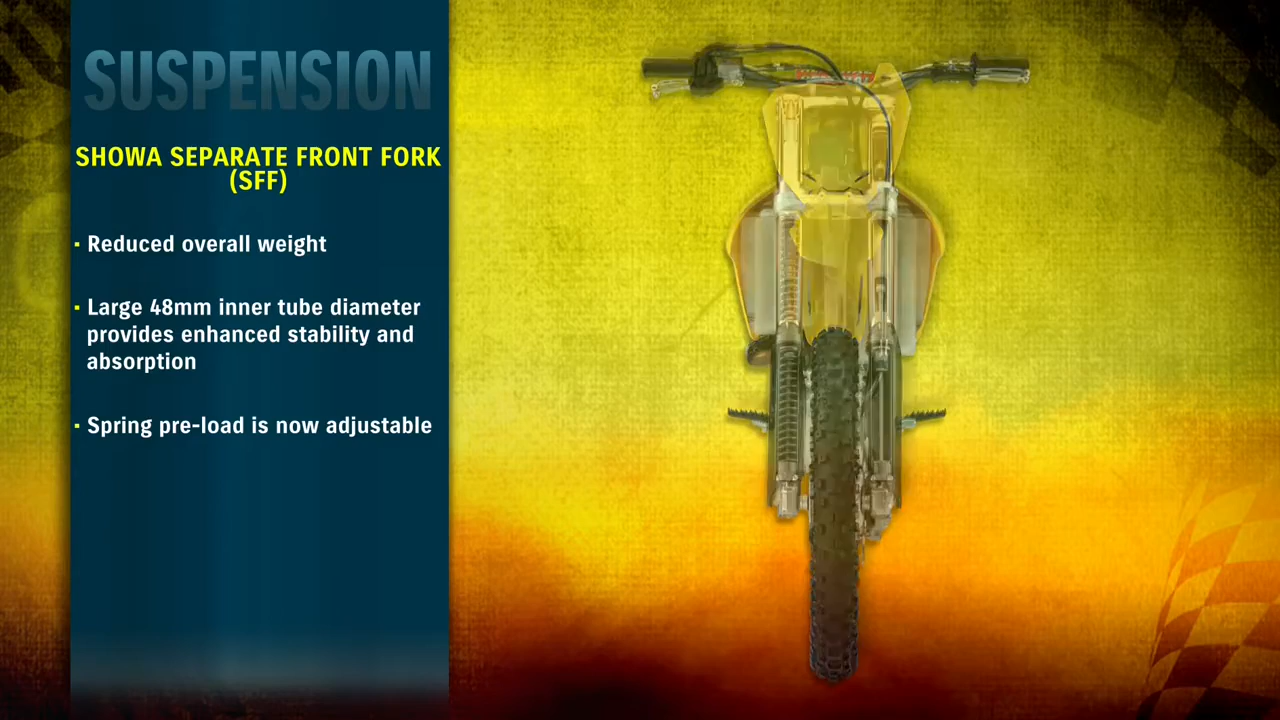 SUSPENSION
SHOWA SEPARATE FRONT FORK
(SFF)
▪ Reduced overall weight
▪ Large 48mm inner tube diameter
provides enhanced stability and
absorption
▪ Spring pre-load is now adjustable